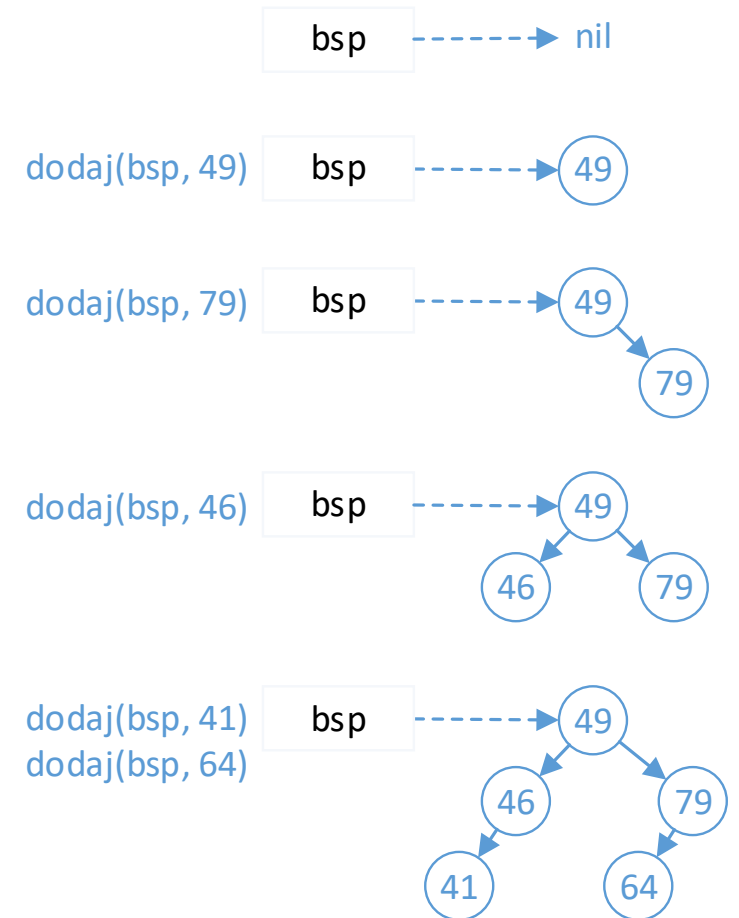 bsp nil
dodaj(bsp, 49) bsp 49
dodaj(bsp, 79) bsp 49
79
dodaj(bsp, 46) bsp 49
46 79
dodaj(bsp, 41) bsp 49
dodaj(bsp, 64)
46 79
41 64